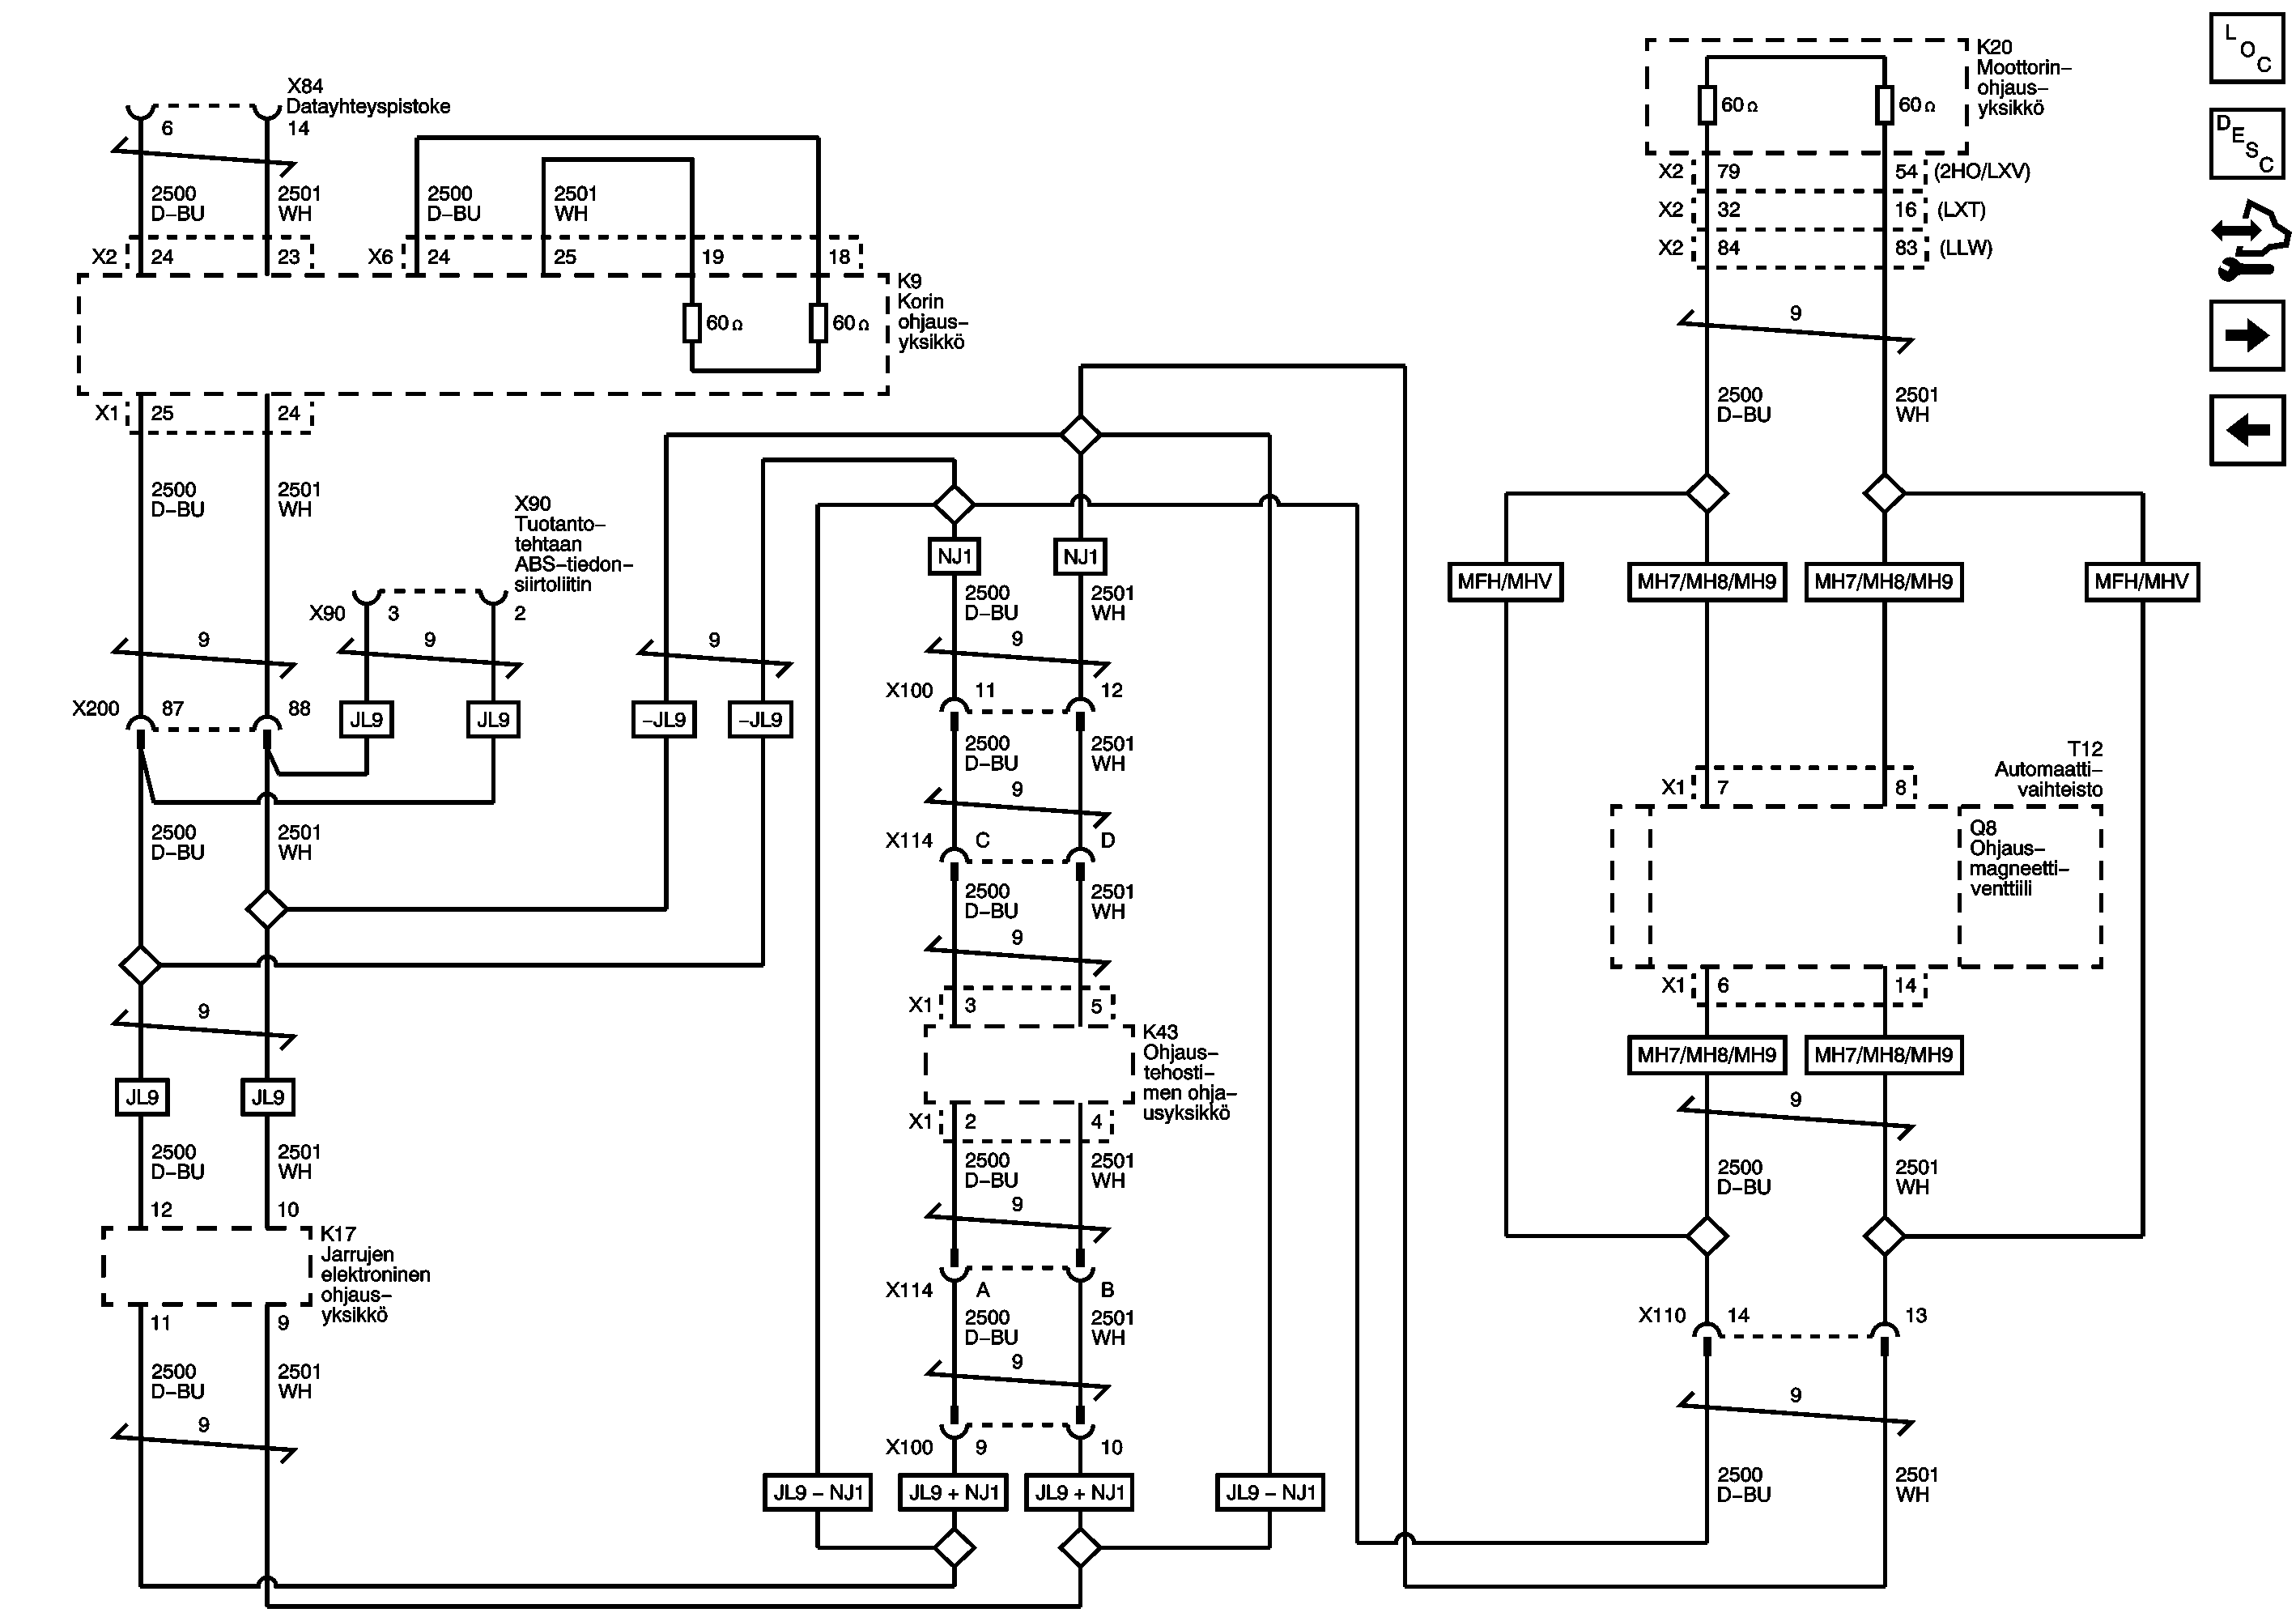 X84
Datayhteyspistoke
6
14
2500
D–BU
2501
WH
2500
D–BU
2501
WH
X2
24
23
X6
24
25
19
18
K9
Korin
ohjaus–
yksikkö
60 Ω
60 Ω
X1
25
24
2500
D–BU
2501
WH
X90
Tuotanto–
tehtaan
ABS–tiedon–
siirtoliitin
X90
3
2
9
9
9
X200
87
88
JL9
JL9
–JL9
–JL9
2500
D–BU
2501
WH
9
JL9
JL9
2500
D–BU
2501
WH
12
10
K17
Jarrujen
elektroninen
ohjaus–
yksikkö
11
9
2500
D–BU
2501
WH
9
NJ1
NJ1
2500
D–BU
2501
WH
9
X100
11
12
2500
D–BU
2501
WH
9
X114
C
D
2500
D–BU
2501
WH
9
X1
3
5
K43
Ohjaus–
tehosti–
men ohja–
usyksikkö
X1
2
4
2500
D–BU
2501
WH
9
X114
A
B
2500
D–BU
2501
WH
9
X100
9
10
JL9 – NJ1
JL9 + NJ1
JL9 + NJ1
JL9 – NJ1
K20
Moottorin–
ohjaus–
yksikkö
60 Ω
60 Ω
X2
79
54
(2HO/LXV)
X2
32
16
(LXT)
X2
84
83
(LLW)
9
2500
D–BU
2501
WH
MFH/MHV
MH7/MH8/MH9
MH7/MH8/MH9
MFH/MHV
T12
Automaatti–
vaihteisto
X1
7
8
Q8
Ohjaus–
magneetti–
venttiili
X1
6
14
MH7/MH8/MH9
MH7/MH8/MH9
9
2500
D–BU
2501
WH
X110
14
13
9
2500
D–BU
2501
WH
LOC
DESC